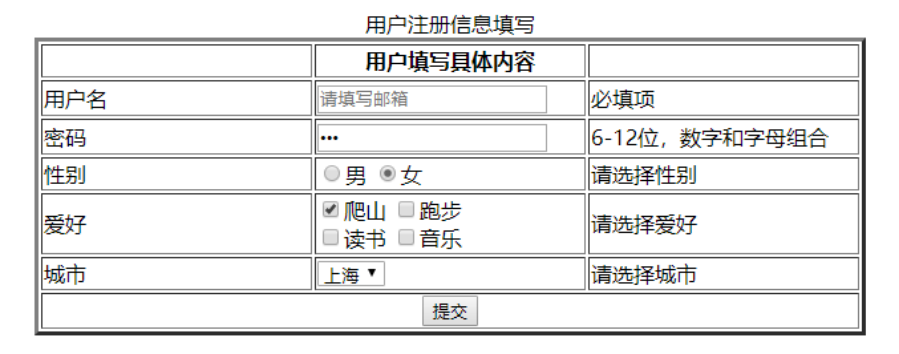 用户注册信息填写
用户填写具体内容
用户名 请填写邮箱 必填项
密码 ••• 6-12位，数字和字母组合
性别 男 女 请选择性别
爱好 爬山 跑步 请选择爱好
读书 音乐
城市 上海 请选择城市
提交